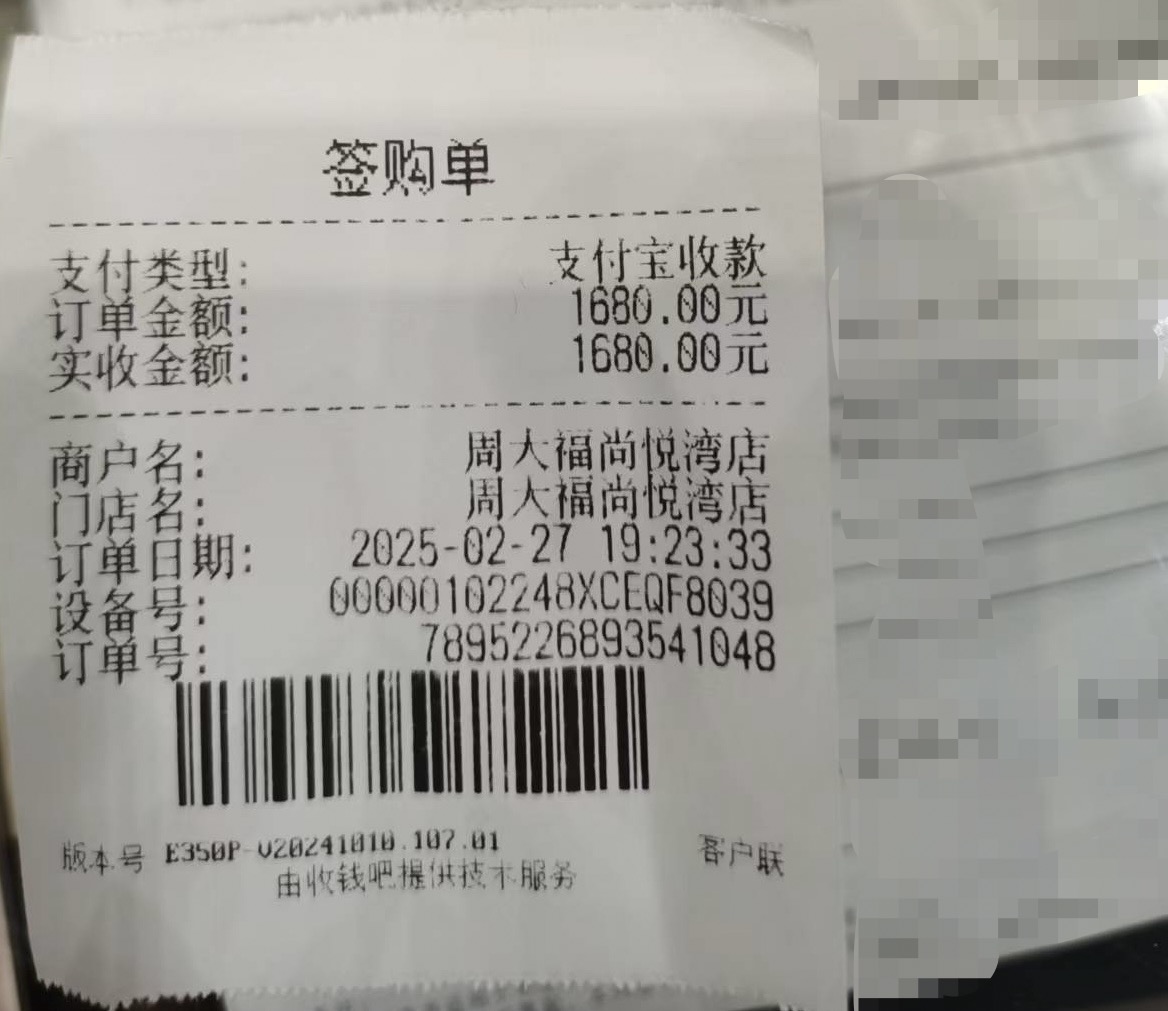 签购单
支付类型: 支付宝收款
订单金额: 1680.00元
实收金额: 1680.00元
商户名: 周大福尚悦湾店
门店名: 周大福尚悦湾店
订单日期: 2025-02-27 19:23:33
设备号: 00000102248XCEQF8039
订单号: 7895226893541048
版本号 E350P-V20241010.107.01 客户联
由收钱吧提供技术服务